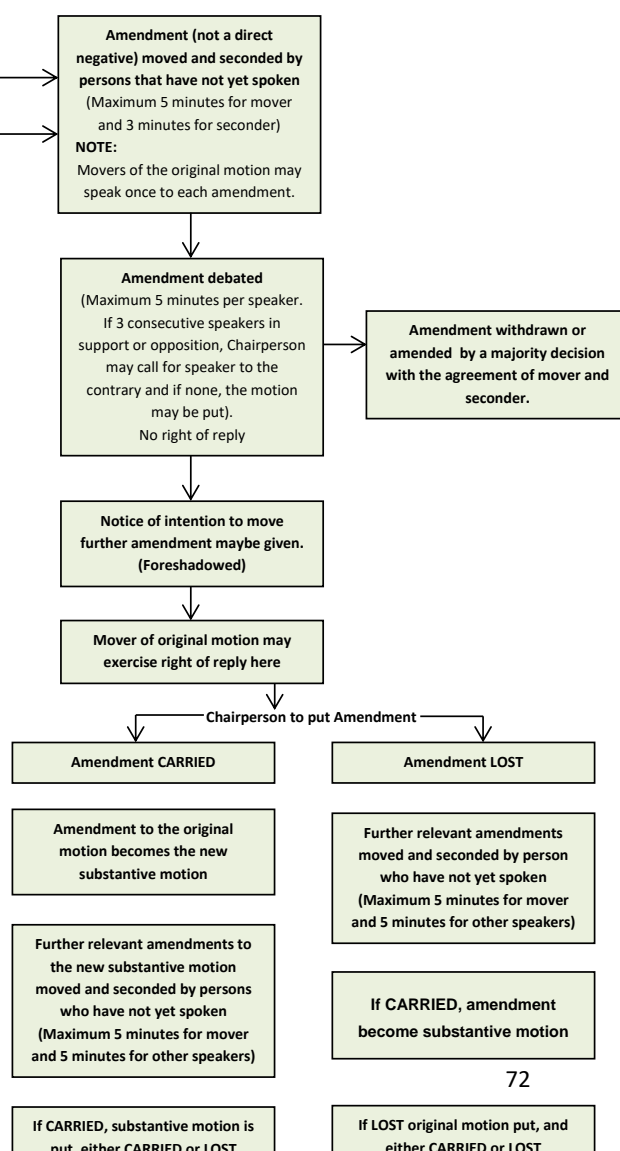 Amendment (not a direct
negative) moved and seconded by
persons that have not yet spoken
(Maximum 5 minutes for mover
and 3 minutes for seconder)
NOTE:
Movers of the original motion may
speak once to each amendment.
Amendment debated
(Maximum 5 minutes per speaker.
If 3 consecutive speakers in
support or opposition, Chairperson
may call for speaker to the
contrary and if none, the motion
may be put).
No right of reply
Amendment withdrawn or
amended by a majority decision
with the agreement of mover and
seconder.
Notice of intention to move
further amendment maybe given.
(Foreshadowed)
Mover of original motion may
exercise right of reply here
Chairperson to put Amendment
Amendment CARRIED
Amendment to the original
motion becomes the new
substantive motion
Further relevant amendments to
the new substantive motion
moved and seconded by persons
who have not yet spoken
(Maximum 5 minutes for mover
and 5 minutes for other speakers)
If CARRIED, substantive motion is
put, either CARRIED or LOST
Amendment LOST
Further relevant amendments
moved and seconded by person
who have not yet spoken
(Maximum 5 minutes for mover
and 5 minutes for other speakers)
If CARRIED, amendment
become substantive motion
72
If LOST original motion put, and
either CARRIED or LOST